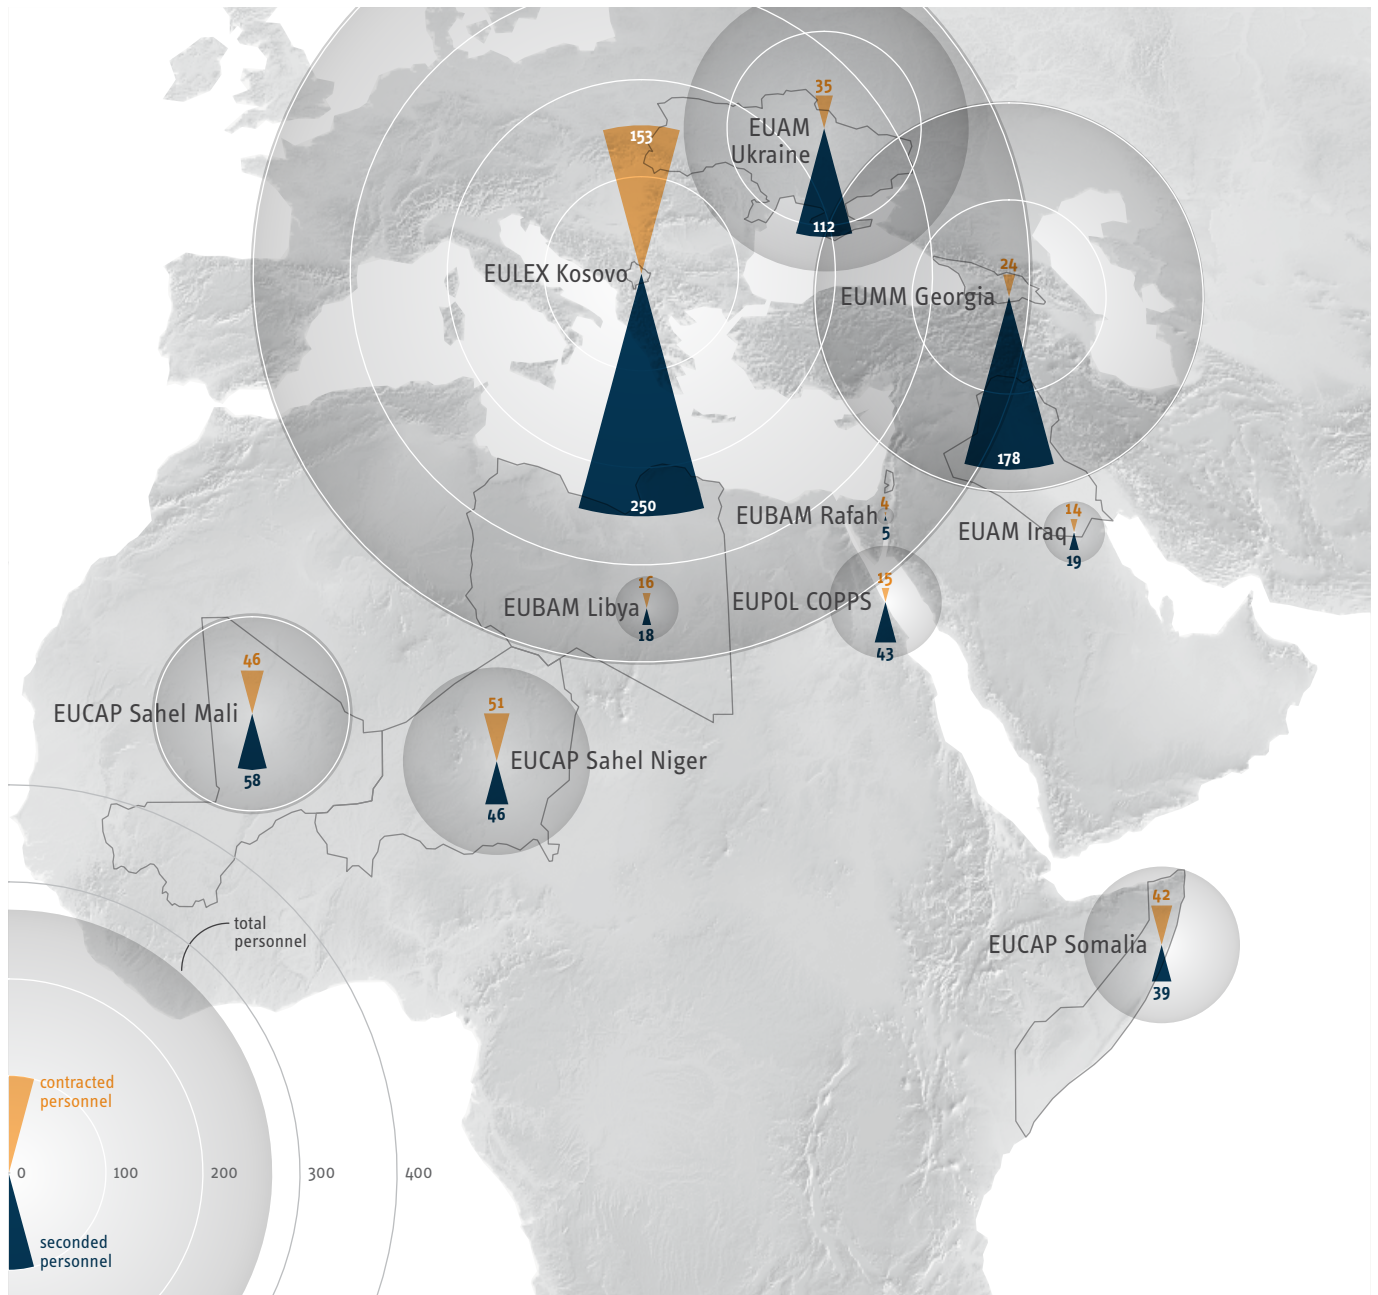 35
EUAM
Ukraine
112
153
EULEX Kosovo
250
24
EUMM Georgia
178
4
EUBAM Rafah
5
14
EUAM Iraq
19
16
EUBAM Libya
18
15
EUPOL COPPS
43
46
EUCAP Sahel Mali
58
51
EUCAP Sahel Niger
46
42
EUCAP Somalia
39
total
personnel
contracted
personnel
0 100 200 300 400
seconded
personnel